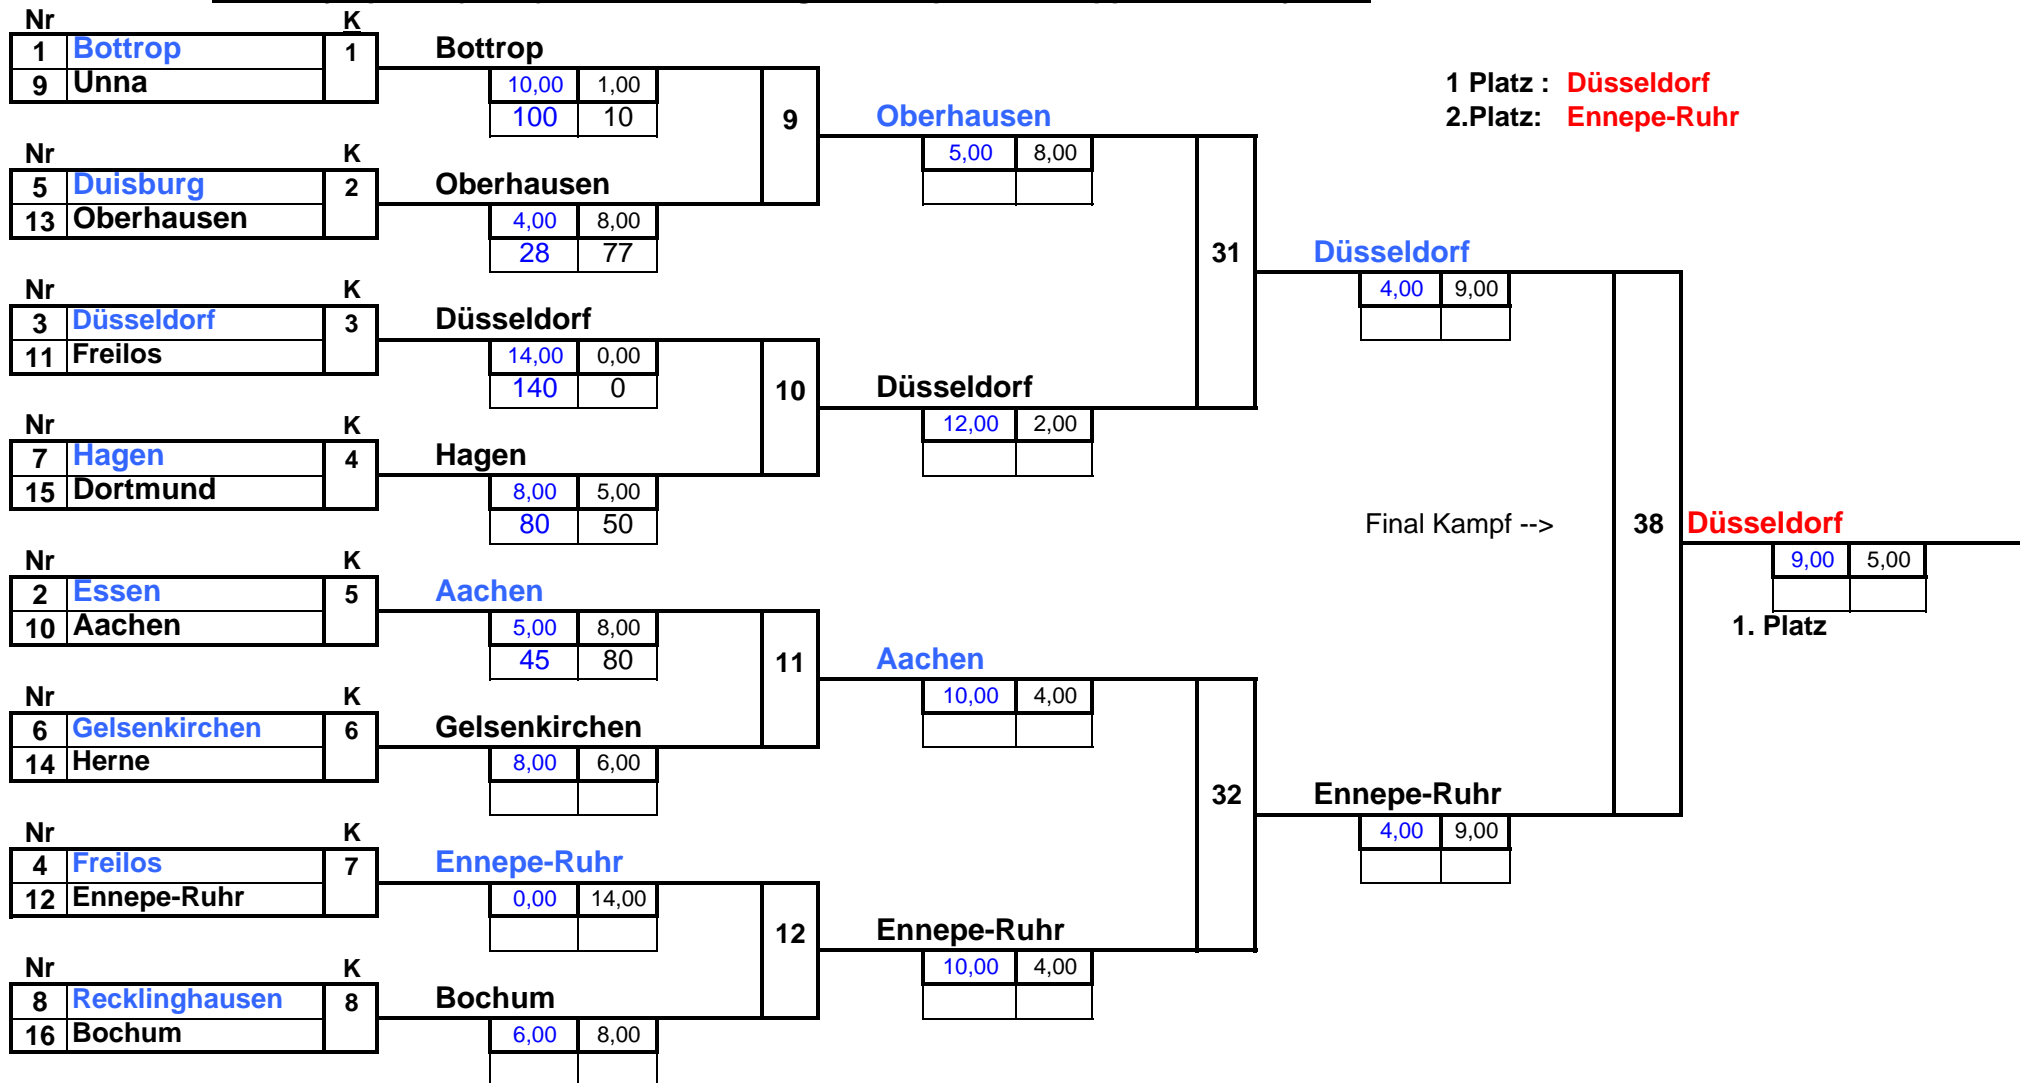 Nr K
1 Bottrop 1 Bottrop
9 Unna 10,00 1,00
100 10 9 Oberhausen
1 Platz : Düsseldorf
2.Platz: Ennepe-Ruhr
Nr K 5,00 8,00
5 Duisburg 2 Oberhausen
13 Oberhausen 4,00 8,00
28 77 31 Düsseldorf
Nr K 4,00 9,00
3 Düsseldorf 3 Düsseldorf
11 Freilos 14,00 0,00
140 0 10 Düsseldorf
Nr K 12,00 2,00
7 Hagen 4 Hagen
15 Dortmund 8,00 5,00
80 50 Final Kampf --> 38 Düsseldorf
Nr K 9,00 5,00
2 Essen 5 Aachen
10 Aachen 5,00 8,00 1. Platz
45 80 11 Aachen
Nr K 10,00 4,00
6 Gelsenkirchen 6 Gelsenkirchen
14 Herne 8,00 6,00
32 Ennepe-Ruhr
Nr K 4,00 9,00
4 Freilos 7 Ennepe-Ruhr
12 Ennepe-Ruhr 0,00 14,00
12 Ennepe-Ruhr
Nr K 10,00 4,00
8 Recklinghausen 8 Bochum
16 Bochum 6,00 8,00